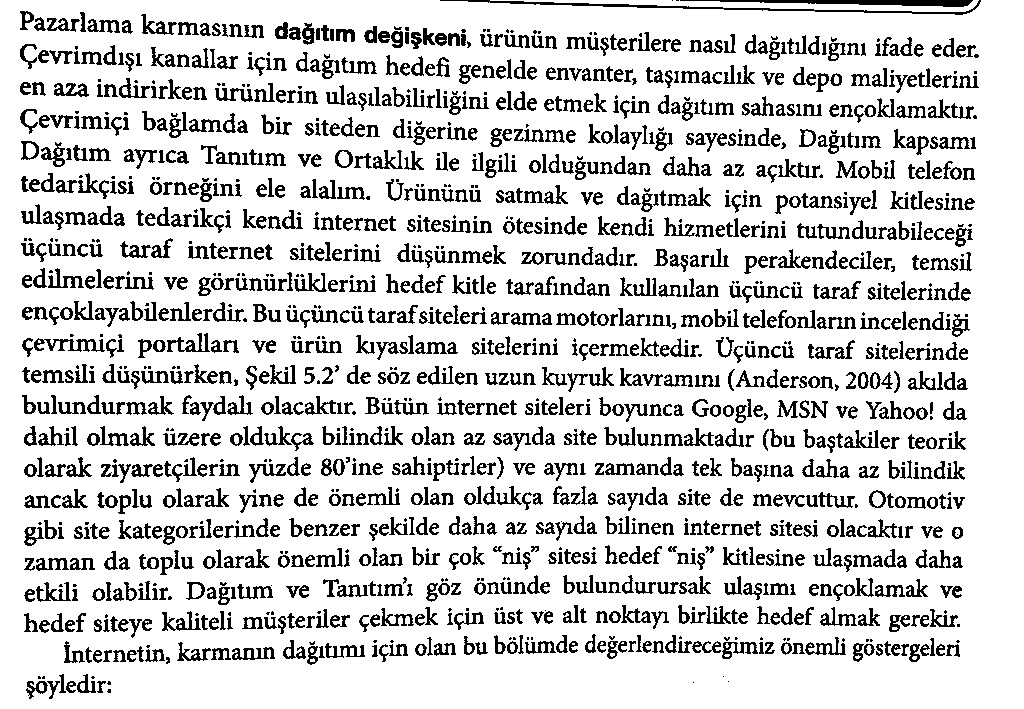 Pazarlama karmasının dağıtım değişkeni, ürünün müşterilere nasıl dağıtıldığını ifade eder.
Çevrimdışı kanallar için dağıtım hedefi genelde envanter, taşımacılık ve depo maliyetlerini
en aza indirirken ürünlerin ulaşılabilirliğini elde etmek için dağıtım sahasını ençoklamaktır.
Çevrimiçi bağlamda bir siteden diğerine gezinme kolaylığı sayesinde, Dağıtım kapsamı
Dağıtım ayrıca Tanıtım ve Ortaklık ile ilgili olduğundan daha az açıktır. Mobil telefon
tedarikçisi örneğini ele alalım. Ürününü satmak ve dağıtmak için potansiyel kitlesine
ulaşmada tedarikçi kendi internet sitesinin ötesinde kendi hizmetlerini tutundurabileceği
üçüncü taraf internet sitelerini düşünmek zorundadır. Başarılı perakendeciler, temsil
edilmelerini ve görünürlüklerini hedef kitle tarafından kullanılan üçüncü taraf sitelerinde
ençoklayabilenlerdir. Bu üçüncü taraf siteleri arama motorlarını, mobil telefonların incelendiği
çevrimiçi portalları ve ürün kıyaslama sitelerini içermektedir. Üçüncü taraf sitelerinde
temsili düşünürken, Şekil 5.2’ de söz edilen uzun kuyruk kavramını (Anderson, 2004) akılda
bulundurmak faydalı olacaktır. Bütün internet siteleri boyunca Google, MSN ve Yahoo! da
dahil olmak üzere oldukça bilindik olan az sayıda site bulunmaktadır (bu baştakiler teorik
olarak ziyaretçilerin yüzde 80’ine sahiptirler) ve aynı zamanda tek başına daha az bilindik
ancak toplu olarak yine de önemli olan oldukça fazla sayıda site de mevcuttur. Otomotiv
gibi site kategorilerinde benzer şekilde daha az sayıda bilinen internet sitesi olacaktır ve o
zaman da toplu olarak önemli olan bir çok “niş” sitesi hedef “niş” kitlesine ulaşmada daha
etkili olabilir. Dağıtım ve Tanıtım’ı göz önünde bulundurursak ulaşımı ençoklamak ve
hedef siteye kaliteli müşteriler çekmek için üst ve alt noktayı birlikte hedef almak gerekir.
İnternetin, karmanın dağıtımı için olan bu bölümde değerlendireceğimiz önemli göstergeleri
şöyledir: